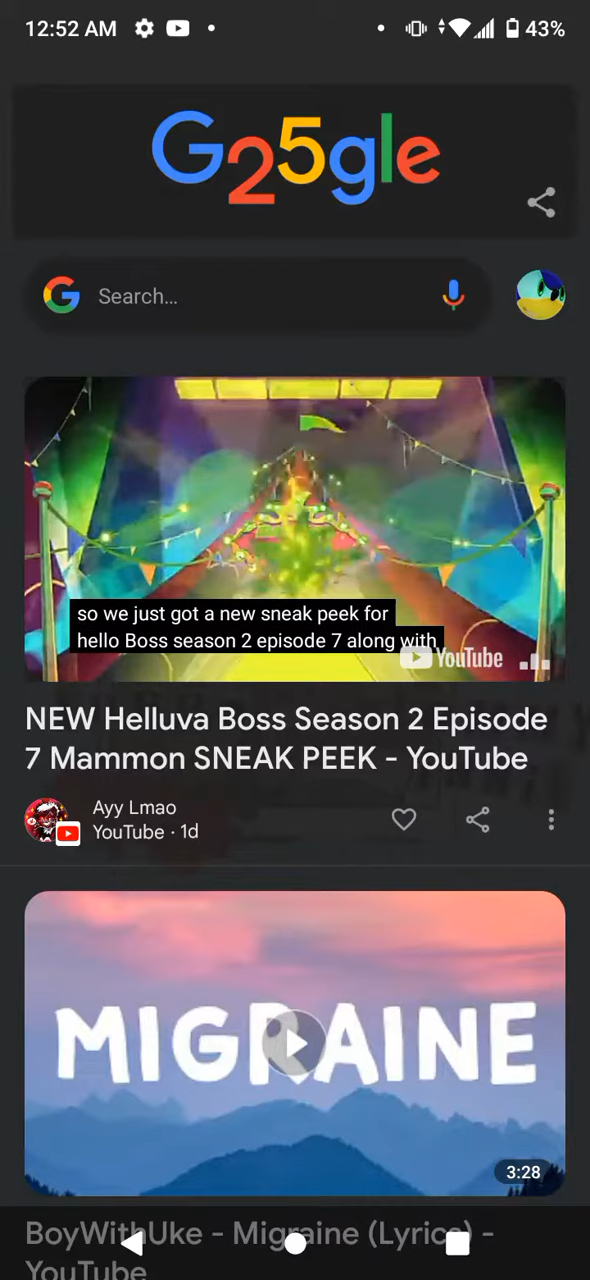 12:52 AM
43%
G25gle
Search...
so we just got a new sneak peek for
hello Boss season 2 episode 7 along with
YouTube
NEW Helluva Boss Season 2 Episode
7 Mammon SNEAK PEEK - YouTube
Ayy Lmao
YouTube · 1d
MIGRAINE
3:28
BoyWithUke - Migraine (Lyrics) -
YouTube